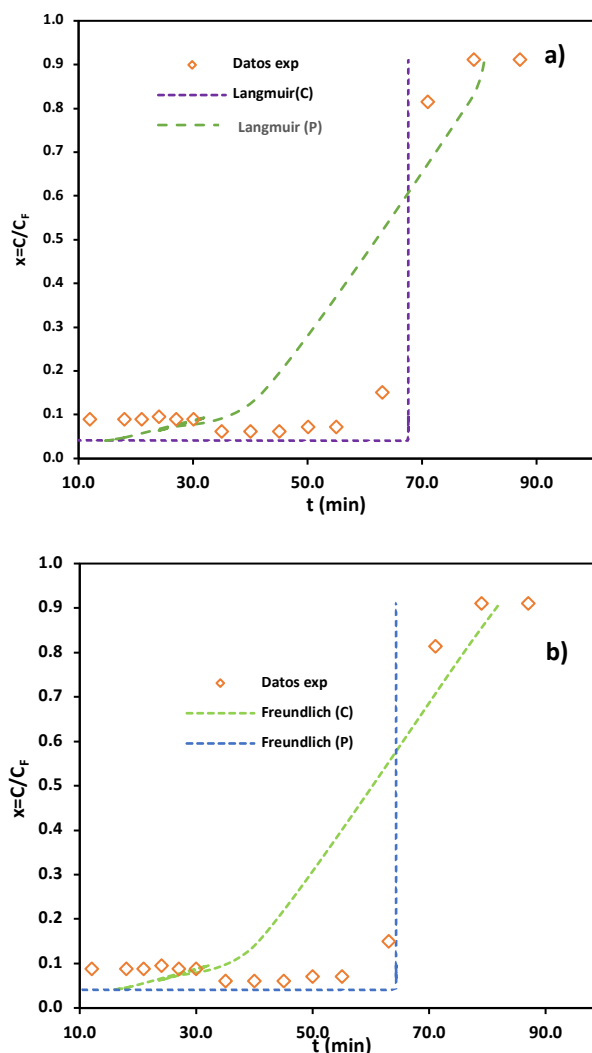 1.0
a)
0.9
Datos exp
0.8
Langmuir(C)
Langmuir (P)
0.7
0.6
x=C/C_F
0.5
0.4
0.3
0.2
0.1
0.0
10.0 30.0 50.0 70.0 90.0
t (min)
1.0
0.9
b)
0.8
Datos exp
0.7
Freundlich (C)
Freundlich (P)
0.6
x=C/C_F
0.5
0.4
0.3
0.2
0.1
0.0
10.0 30.0 50.0 70.0 90.0
t (min)